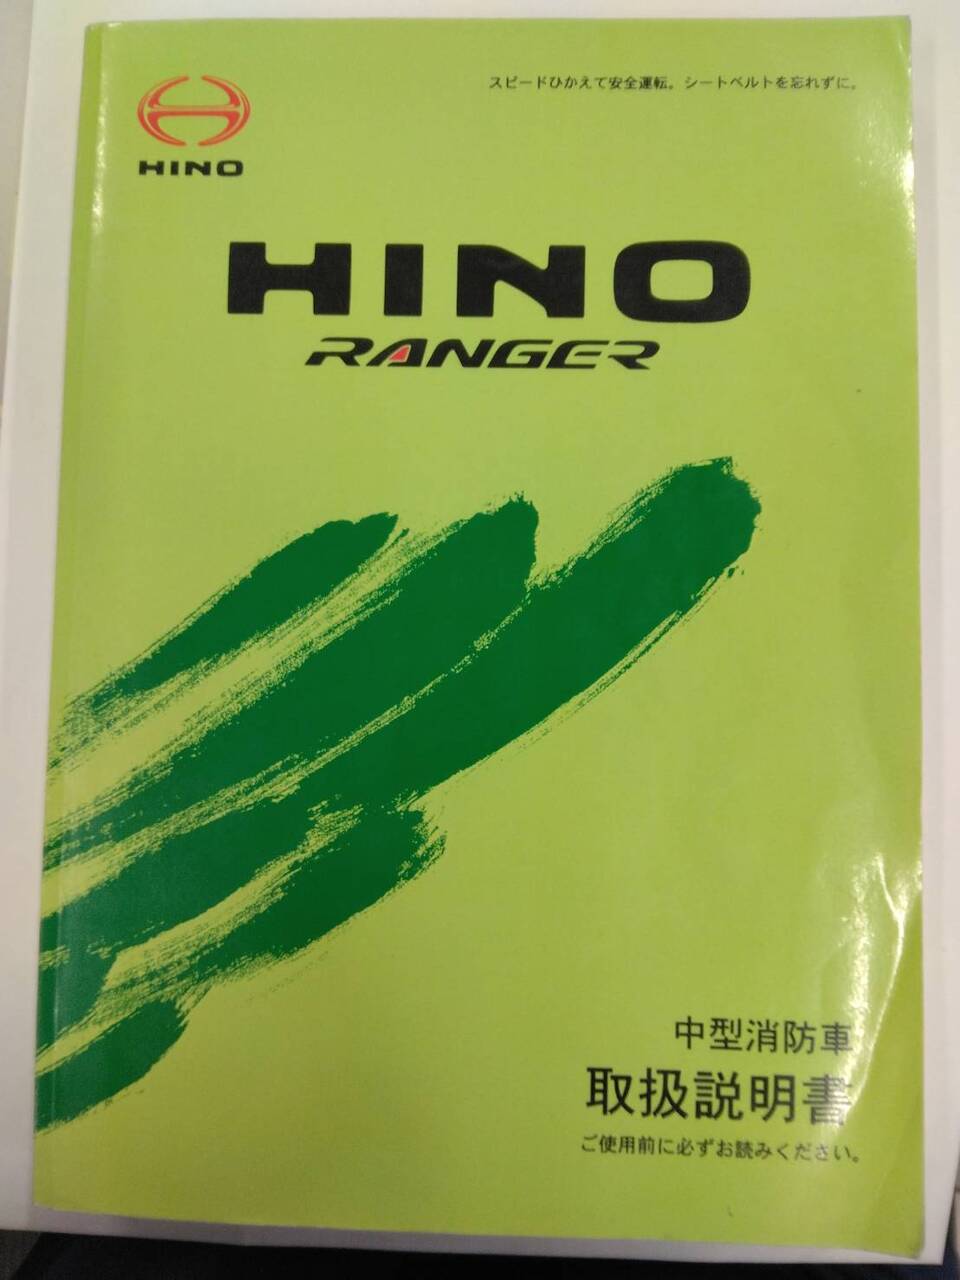 スピードひかえて安全運転。シートベルトを忘れずに。
HINO
HINO
RANGER
中型消防車
取扱説明書
ご使用前に必ずお読みください。